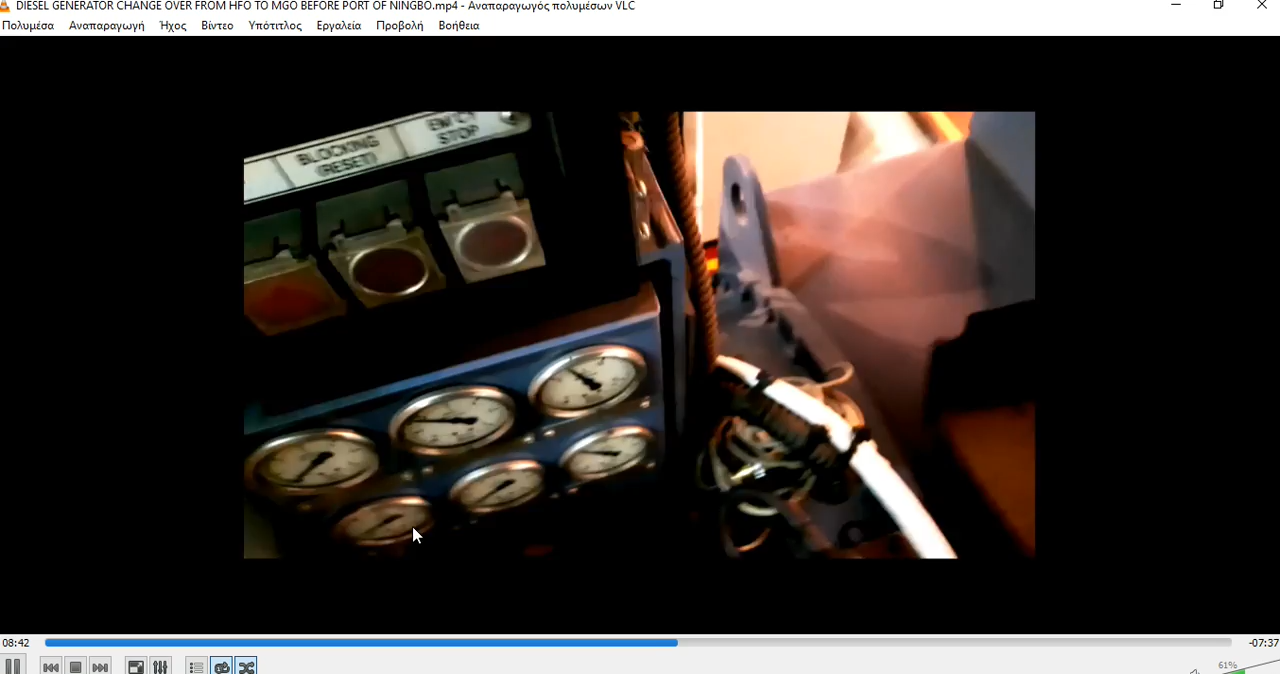 DIESEL GENERATOR CHANGE OVER FROM HFO TO MGO BEFORE PORT OF NINGBO.mp4 - Αναπαραγωγός πολυμέσων VLC
Πολυμέσα Αναπαραγωγή Ήχος Βίντεο Υπότιτλος Εργαλεία Προβολή Βοήθεια
EM'CY
STOP
BLOCKING
(RESET)
08:42
-07:37
61%